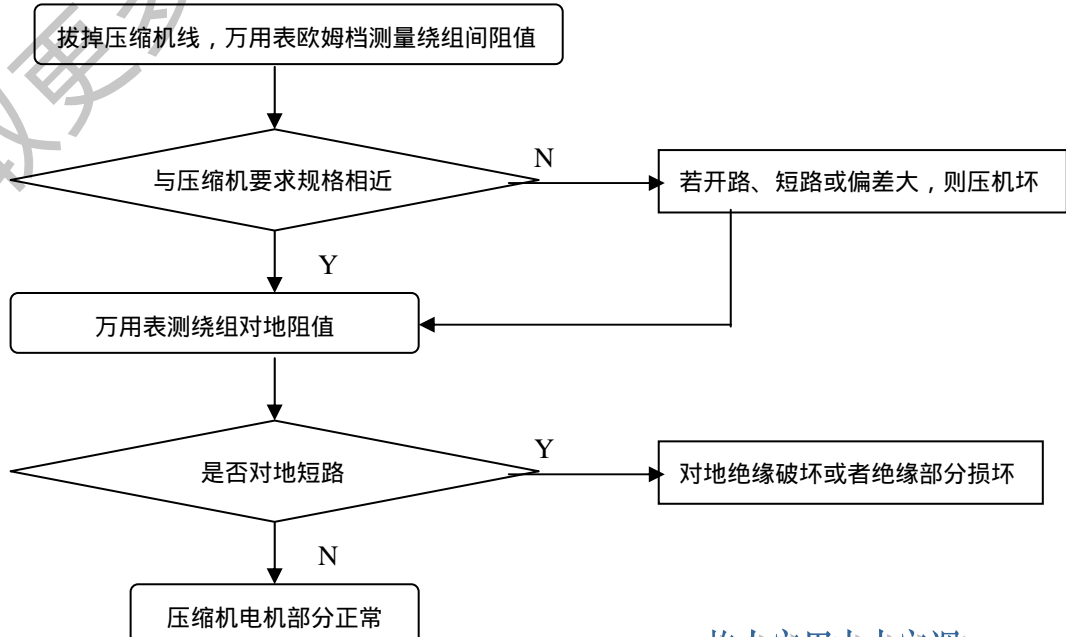 拔掉压缩机线，万用表欧姆档测量绕组间阻值
与压缩机要求规格相近
N
若开路、短路或偏差大，则压机坏
Y
万用表测绕组对地阻值
是否对地短路
Y
对地绝缘破坏或者绝缘部分损坏
N
压缩机电机部分正常